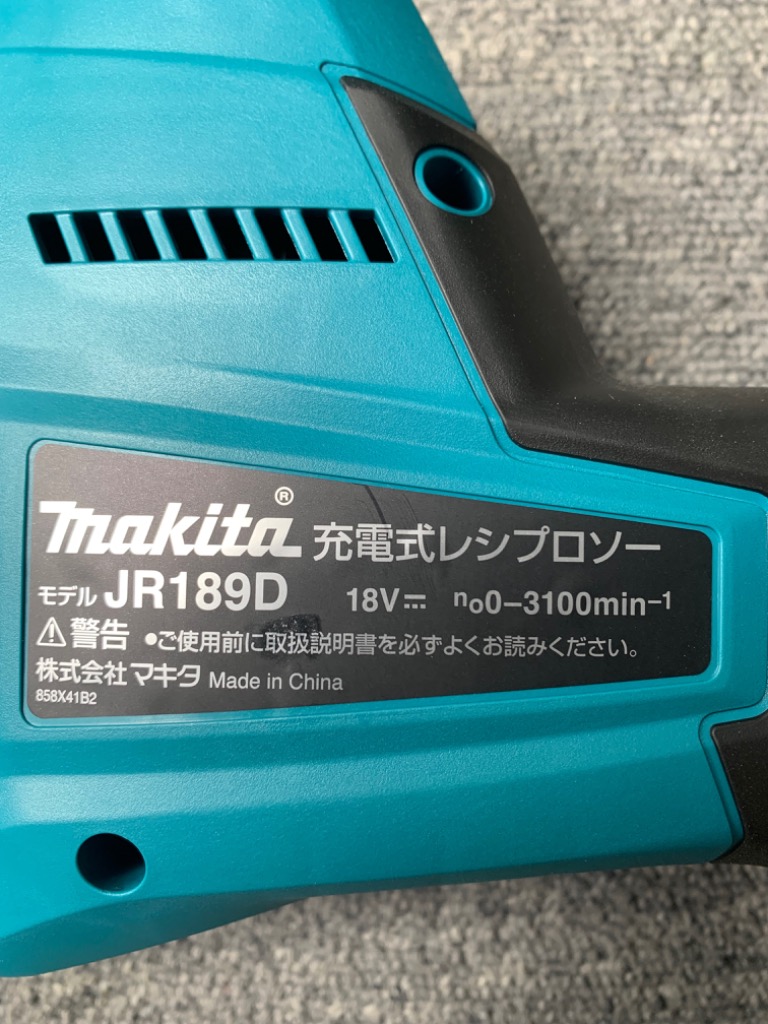 makita® 充電式レシプロソー
モデル JR189D 18V⎓ n₀0-3100min⁻¹
⚠警告 ●ご使用前に取扱説明書を必ずよくお読みください。
株式会社マキタ Made in China
858X41B2